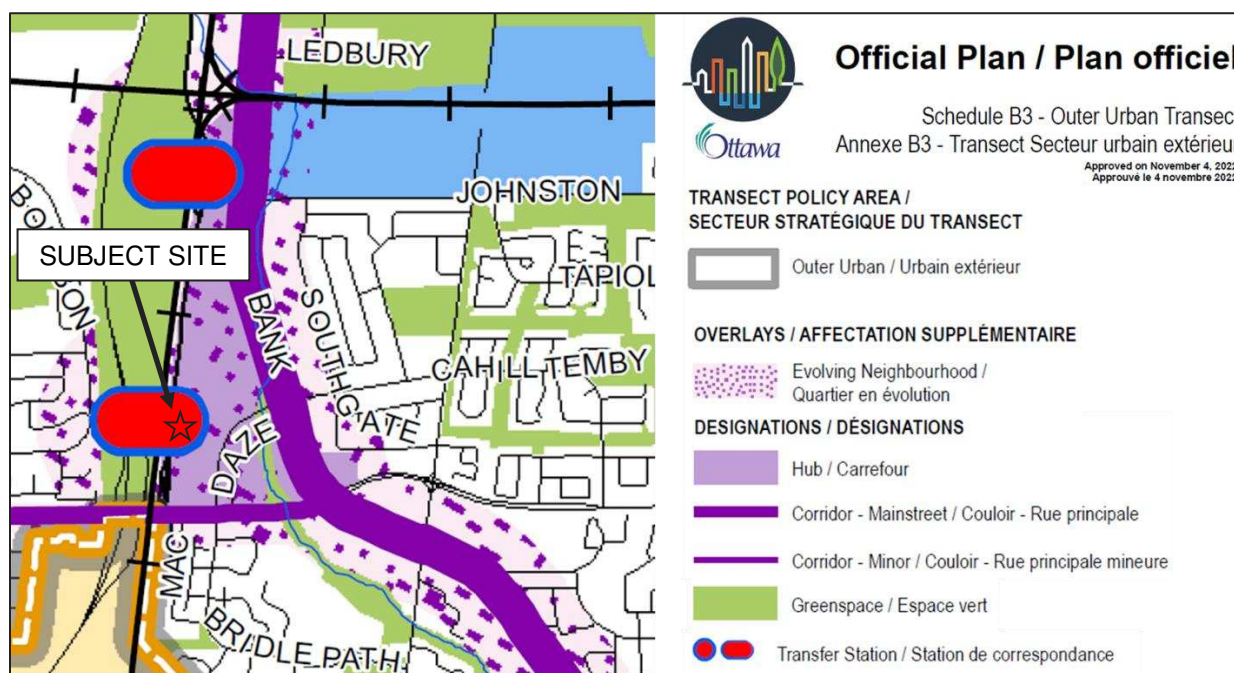 LEDBURY
JOHNSTON
SUBJECT SITE
TAPIOL
BANK
SOUTHGATE
CAHILL TEMBY
DAZE
MAC
BRIDLE PATH
Ottawa
Official Plan / Plan officiel
Schedule B3 - Outer Urban Transec
Annexe B3 - Transect Secteur urbain extérieur
Approved on November 4, 2022
Approuvé le 4 novembre 2022
TRANSECT POLICY AREA /
SECTEUR STRATÉGIQUE DU TRANSECT
Outer Urban / Urbain extérieur
OVERLAYS / AFFECTATION SUPPLÉMENTAIRE
Evolving Neighbourhood /
Quartier en évolution
DESIGNATIONS / DÉSIGNATIONS
Hub / Carrefour
Corridor - Mainstreet / Couloir - Rue principale
Corridor - Minor / Couloir - Rue principale mineure
Greenspace / Espace vert
Transfer Station / Station de correspondance